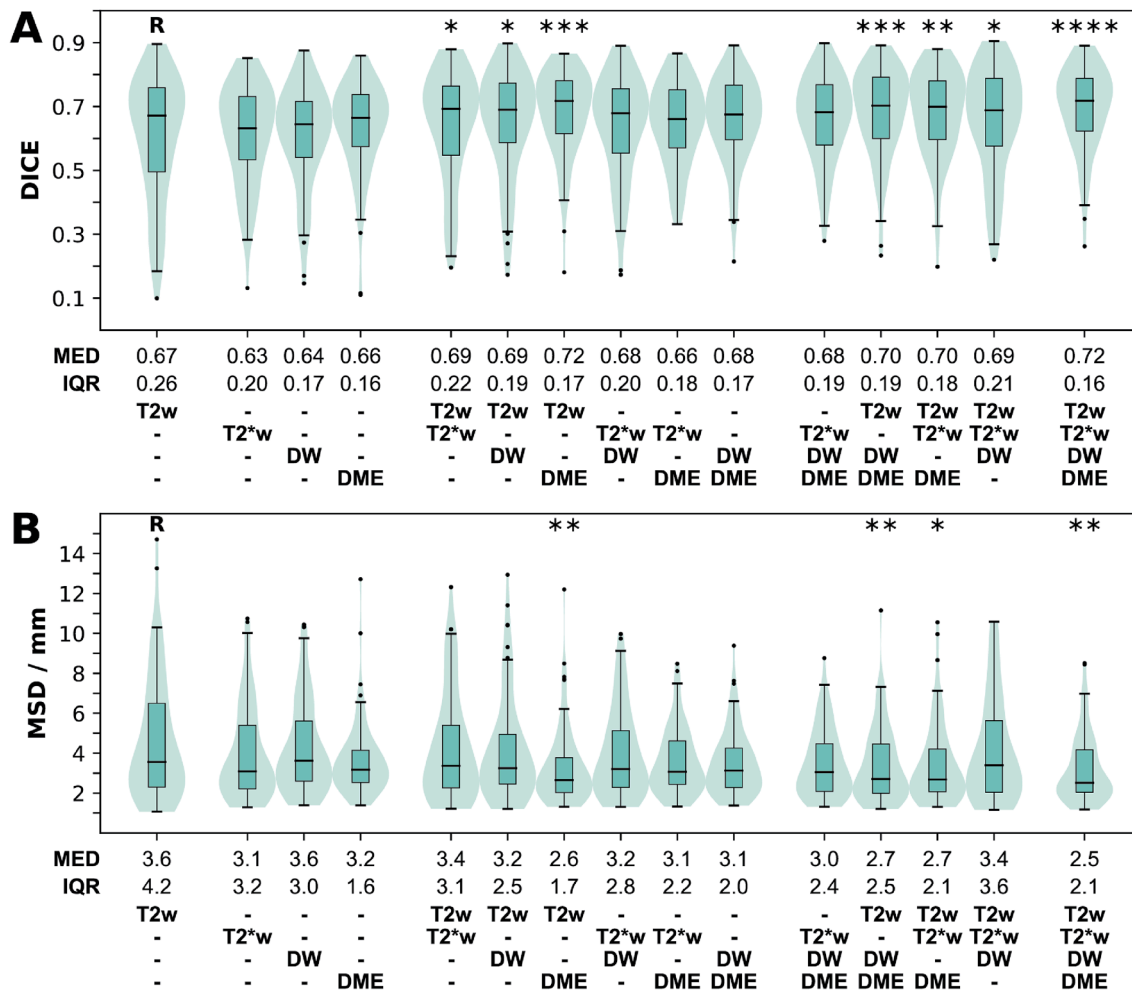 A
R * * *** *** ** * ****
0.9
0.7
0.5
0.3
0.1
DICE
MED 0.67 0.63 0.64 0.66 0.69 0.69 0.72 0.68 0.66 0.68 0.68 0.70 0.70 0.69 0.72
IQR 0.26 0.20 0.17 0.16 0.22 0.19 0.17 0.20 0.18 0.17 0.19 0.19 0.18 0.21 0.16
T2w - - - T2w T2w T2w - - - - T2w T2w T2w T2w
- T2*w - - T2*w - - T2*w T2*w - T2*w - T2*w T2*w T2*w
- - DW - - DW - DW - DW DW DW - DW DW
- - - DME - - DME - DME DME DME DME DME - DME
B
R ** ** * **
14
12
10
8
6
4
2
MSD / mm
MED 3.6 3.1 3.6 3.2 3.4 3.2 2.6 3.2 3.1 3.1 3.0 2.7 2.7 3.4 2.5
IQR 4.2 3.2 3.0 1.6 3.1 2.5 1.7 2.8 2.2 2.0 2.4 2.5 2.1 3.6 2.1
T2w - - - T2w T2w T2w - - - - T2w T2w T2w T2w
- T2*w - - T2*w - - T2*w T2*w - T2*w - T2*w T2*w T2*w
- - DW - - DW - DW - DW DW DW - DW DW
- - - DME - - DME - DME DME DME DME DME - DME